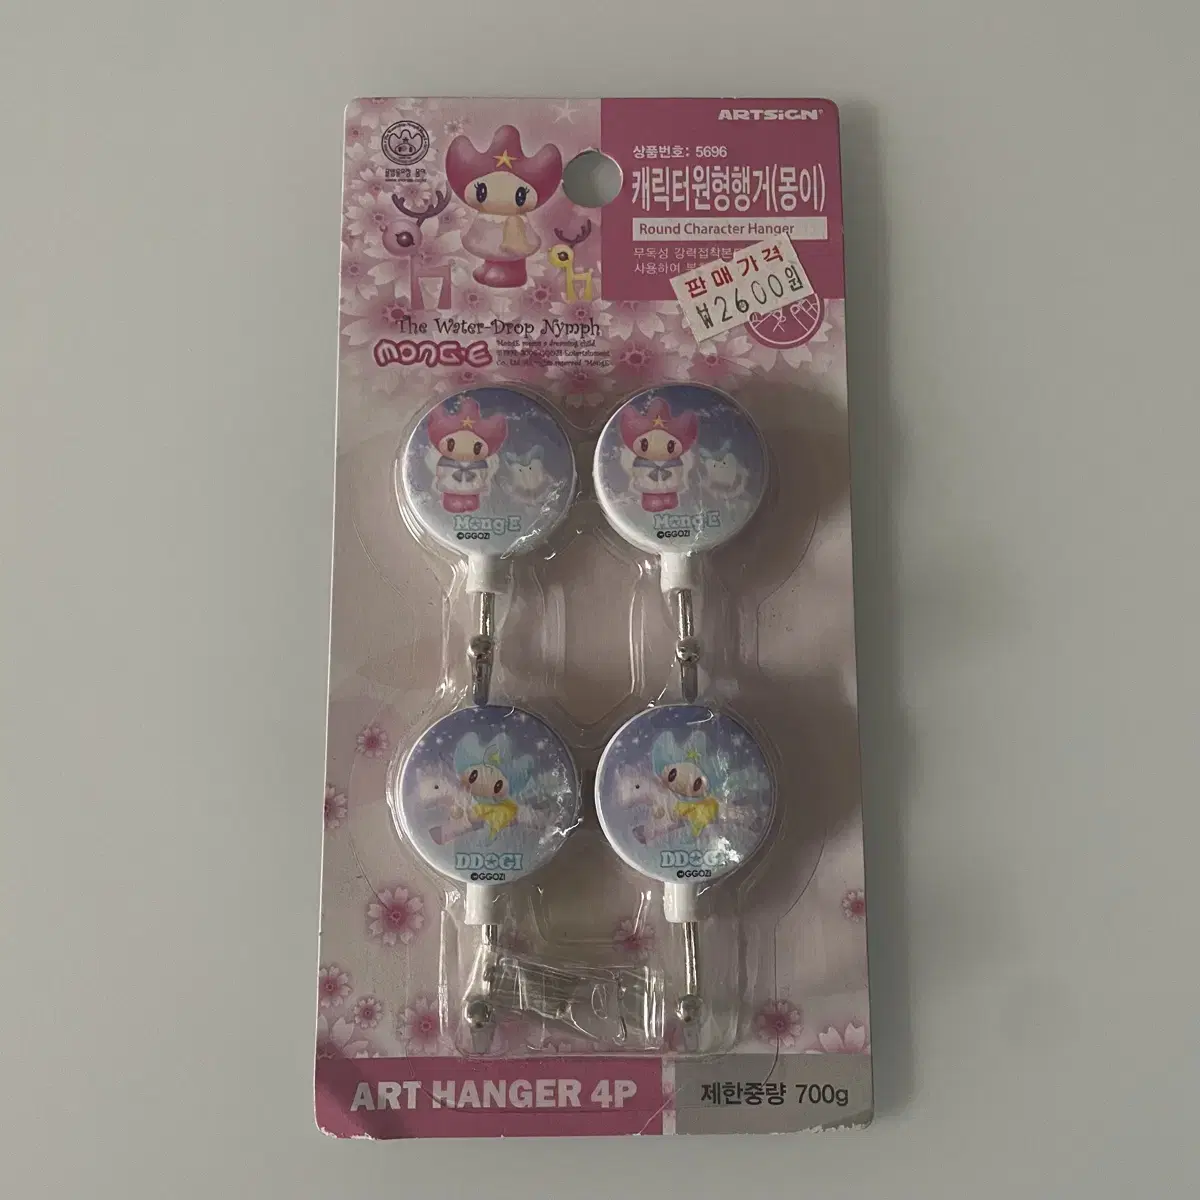 ARTSIGN
상품번호: 5696
캐릭터원형행거(몽이)
Round Character Hanger
무독성 강력접착본
사용하여
판매가격
₩2600원
The Water-Drop Nymph
MONG-E
MongE
©GGOZI
MongE
©GGOZI
DDOGI
©GGOZI
DDOGI
©GGOZI
ART HANGER 4P
제한중량 700g